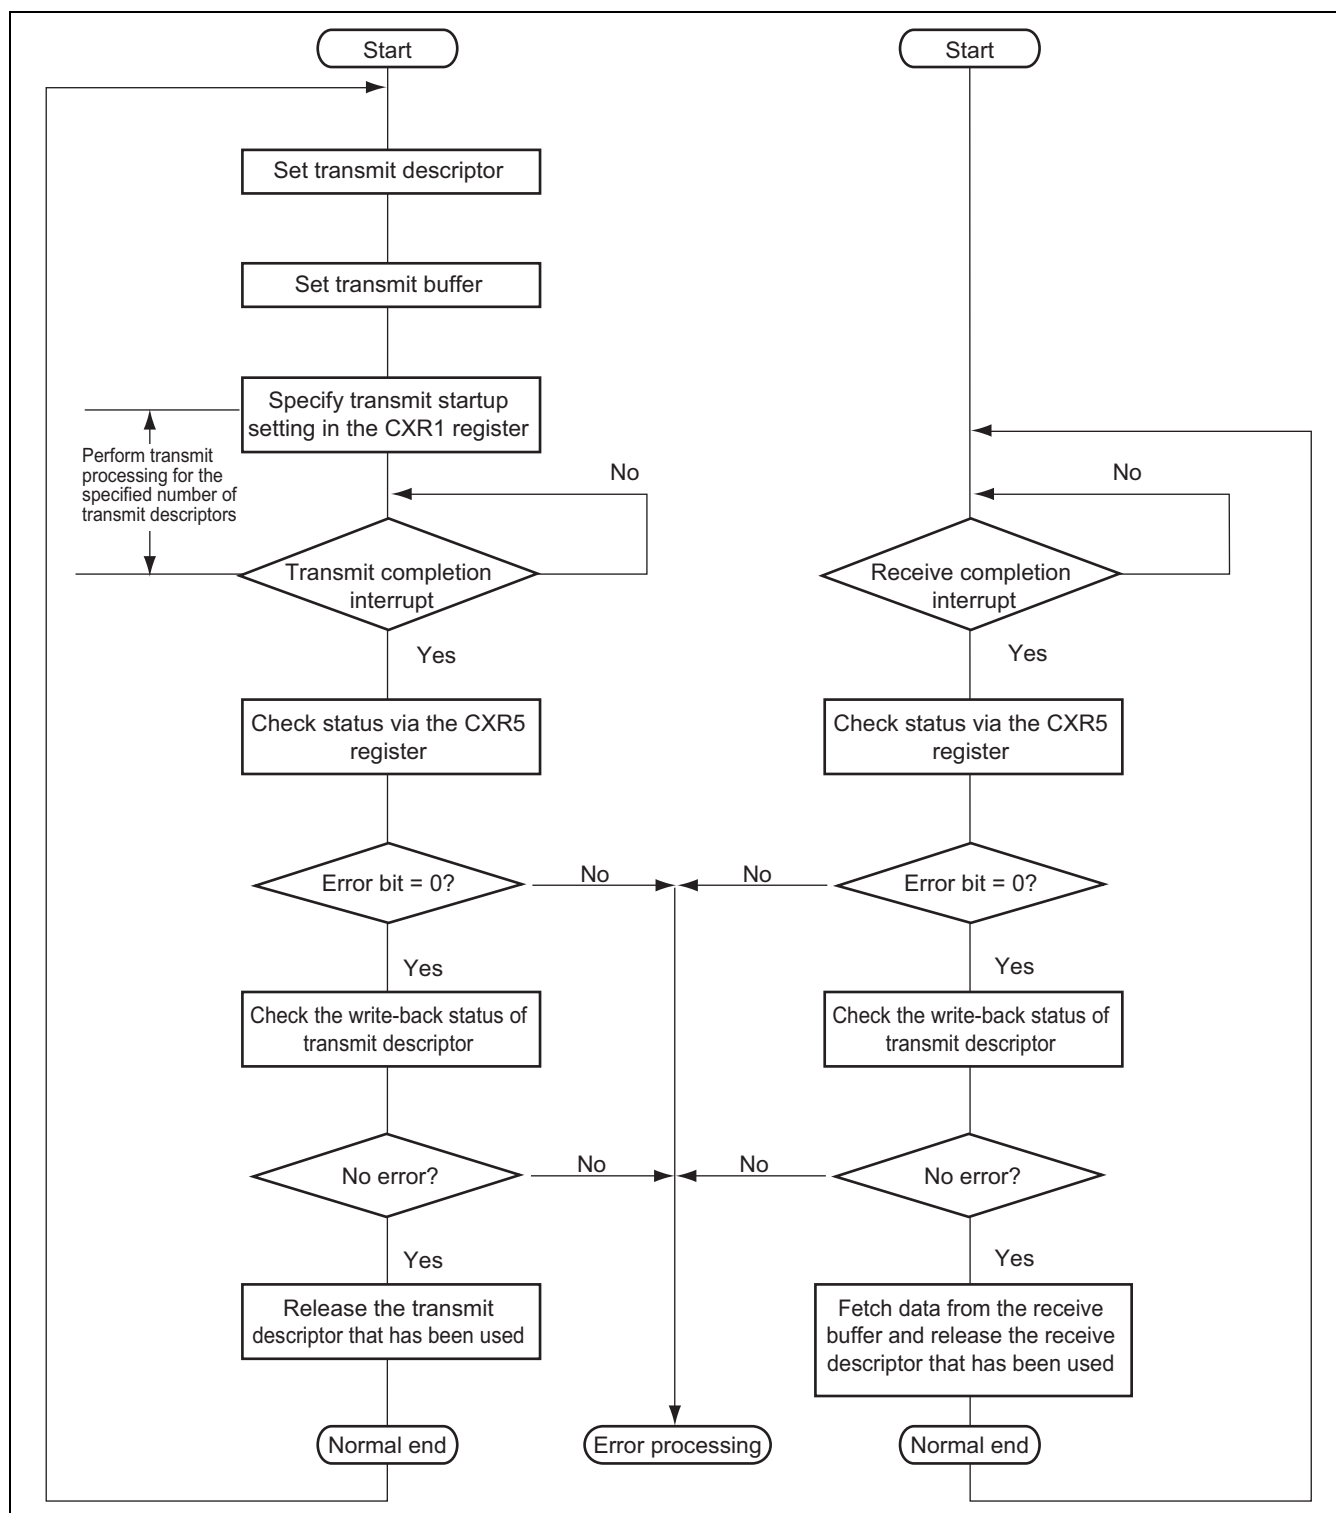 Start
Set transmit descriptor
Set transmit buffer
Specify transmit startup
setting in the CXR1 register
Perform transmit
processing for the
specified number of
transmit descriptors
No
Transmit completion
interrupt
Yes
Check status via the CXR5
register
Error bit = 0?
No
Yes
Check the write-back status of
transmit descriptor
No error?
No
Yes
Release the transmit
descriptor that has been used
Normal end
Error processing
Start
No
Receive completion
interrupt
Yes
Check status via the CXR5
register
Error bit = 0?
No
Yes
Check the write-back status of
transmit descriptor
No error?
No
Yes
Fetch data from the receive
buffer and release the receive
descriptor that has been used
Normal end